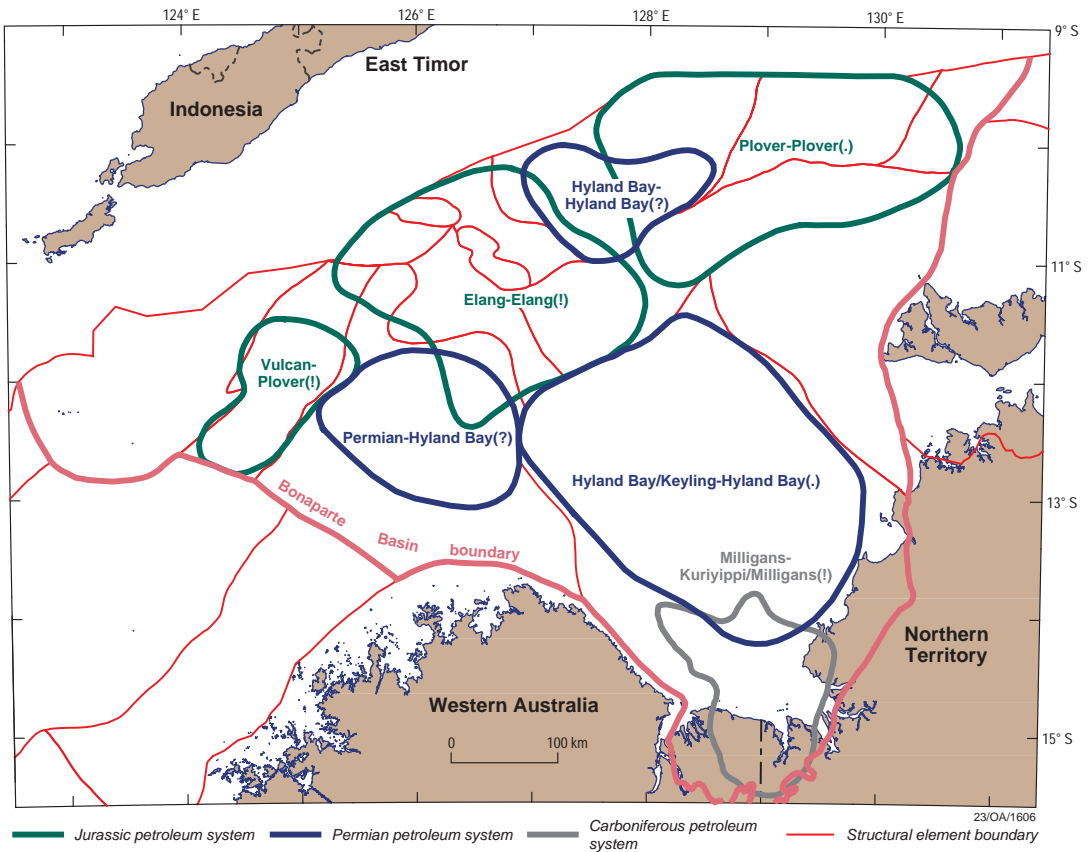 124° E
126° E
128° E
130° E
9° S
East Timor
Indonesia
Plover-Plover(.)
Hyland Bay-
Hyland Bay(?)
11° S
Elang-Elang(!)
Vulcan-
Plover(!)
Permian-Hyland Bay(?)
Hyland Bay/Keyling-Hyland Bay(.)
13° S
Bonaparte Basin boundary
Milligans-
Kuriyippi/Milligans(!)
Northern
Territory
Western Australia
0 100 km
15° S
23/OA/1606
Jurassic petroleum system
Permian petroleum system
Carboniferous petroleum
system
Structural element boundary